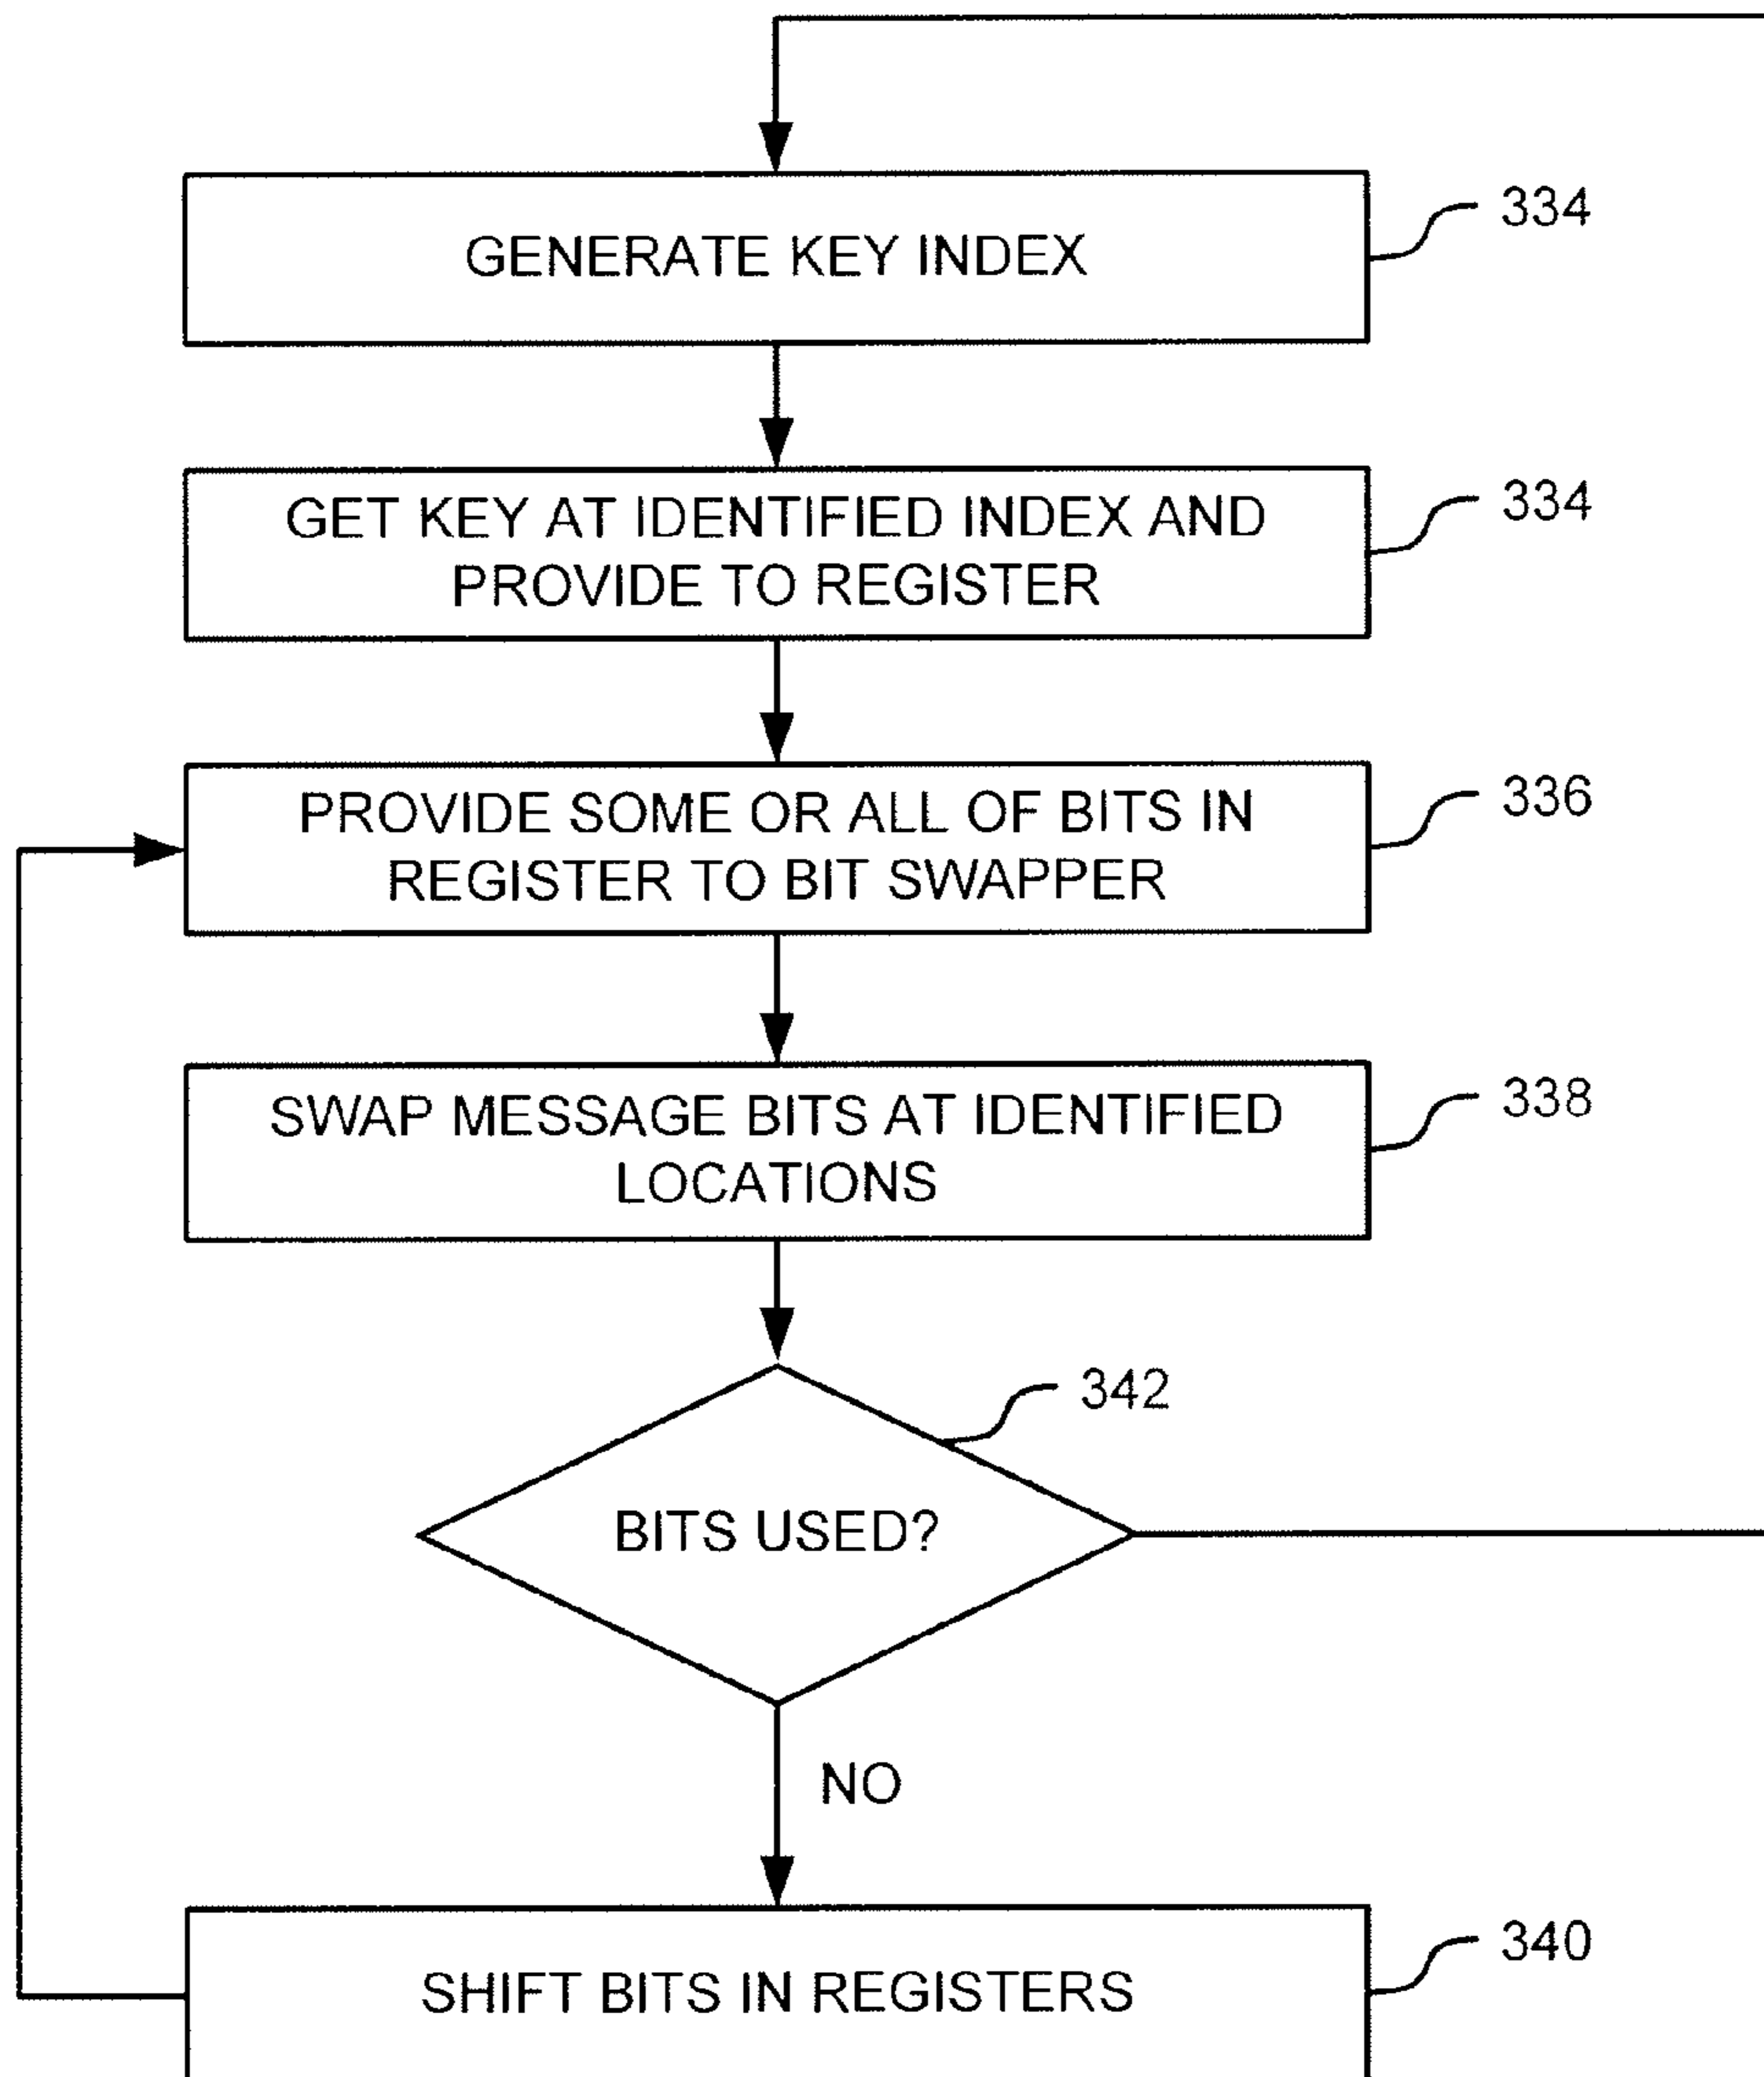 GENERATE KEY INDEX
334
GET KEY AT IDENTIFIED INDEX AND
PROVIDE TO REGISTER
334
PROVIDE SOME OR ALL OF BITS IN
REGISTER TO BIT SWAPPER
336
SWAP MESSAGE BITS AT IDENTIFIED
LOCATIONS
338
342
BITS USED?
NO
SHIFT BITS IN REGISTERS
340